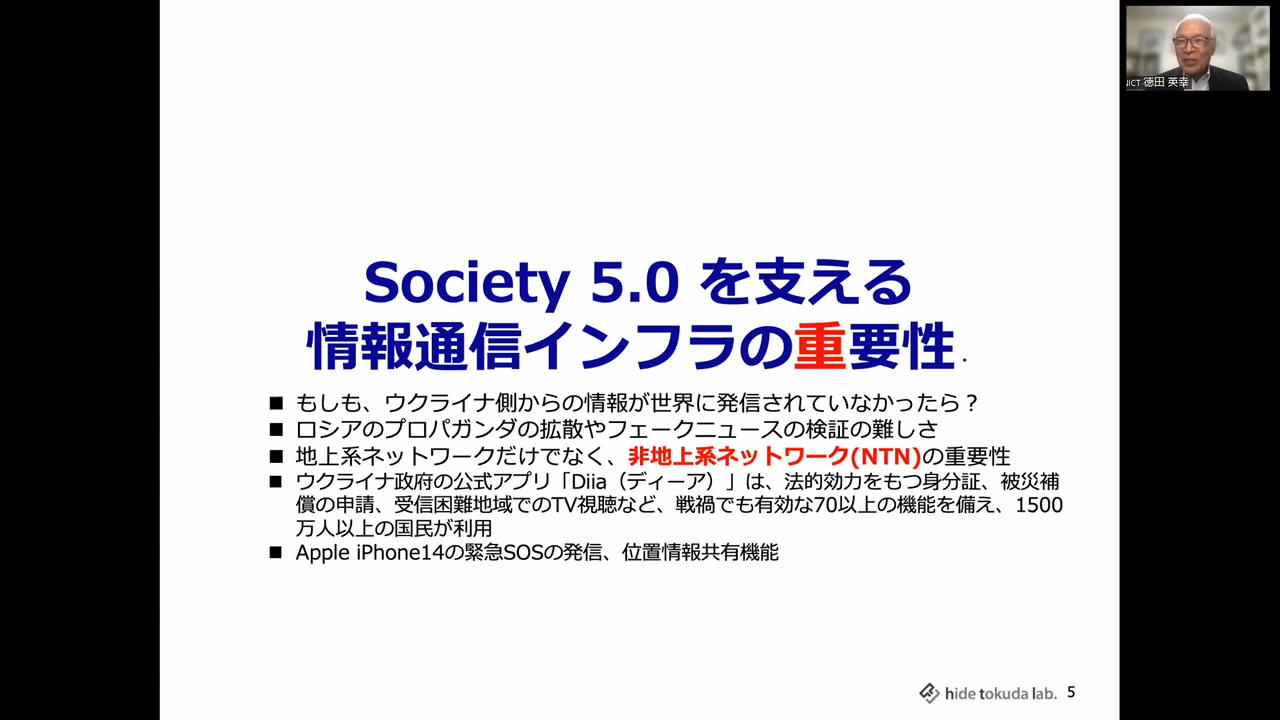 NICT 徳田 英幸
Society 5.0 を支える
情報通信インフラの重要性 .
■ もしも、ウクライナ側からの情報が世界に発信されていなかったら？
■ ロシアのプロパガンダの拡散やフェークニュースの検証の難しさ
■ 地上系ネットワークだけでなく、非地上系ネットワーク(NTN)の重要性
■ ウクライナ政府の公式アプリ「Diia（ディーア）」は、法的効力をもつ身分証、被災補
償の申請、受信困難地域でのTV視聴など、戦禍でも有効な70以上の機能を備え、1500
万人以上の国民が利用
■ Apple iPhone14の緊急SOSの発信、位置情報共有機能
hide tokuda lab. 5